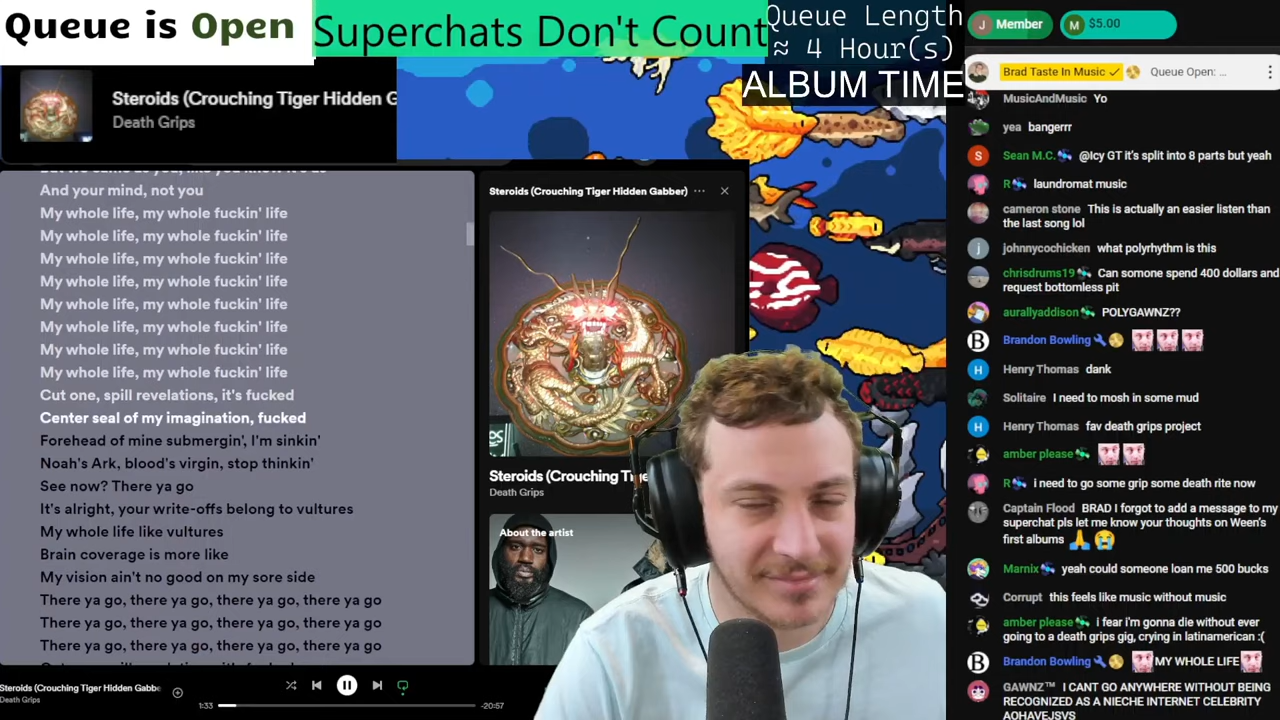 Queue is Open
Superchats Don't Count
Queue Length
≈ 4 Hour(s)
ALBUM TIME
Steroids (Crouching Tiger Hidden G
Death Grips
And your mind, not you
My whole life, my whole fuckin' life
My whole life, my whole fuckin' life
My whole life, my whole fuckin' life
My whole life, my whole fuckin' life
My whole life, my whole fuckin' life
My whole life, my whole fuckin' life
My whole life, my whole fuckin' life
My whole life, my whole fuckin' life
Cut one, spill revelations, it's fucked
Center seal of my imagination, fucked
Forehead of mine submergin', I'm sinkin'
Noah's Ark, blood's virgin, stop thinkin'
See now? There ya go
It's alright, your write-offs belong to vultures
My whole life like vultures
Brain coverage is more like
My vision ain't no good on my sore side
There ya go, there ya go, there ya go, there ya go
There ya go, there ya go, there ya go, there ya go
There ya go, there ya go, there ya go, there ya go
Steroids (Crouching Tiger Hidden Gabber)
Steroids (Crouching Tige
Death Grips
About the artist
Steroids (Crouching Tiger Hidden Gabbe
Death Grips
1:33
-20:57
J Member
M $5.00
Brad Taste In Music Queue Open: ...
MusicAndMusic Yo
yea bangerrr
Sean M.C. @Icy GT it's split into 8 parts but yeah
R laundromat music
cameron stone This is actually an easier listen than
the last song lol
johnnycochicken what polyrhythm is this
chrisdrums19 Can somone spend 400 dollars and
request bottomless pit
aurallyaddison POLYGAWNZ??
Brandon Bowling
Henry Thomas dank
Solitaire I need to mosh in some mud
Henry Thomas fav death grips project
amber please
R i need to go some grip some death rite now
Captain Flood BRAD I forgot to add a message to my
superchat pls let me know your thoughts on Ween's
first albums 🙏 😭
Marnix yeah could someone loan me 500 bucks
Corrupt this feels like music without music
amber please i fear i'm gonna die without ever
going to a death grips gig, crying in latinamerican :(
Brandon Bowling MY WHOLE LIFE
GAWNZ™ I CANT GO ANYWHERE WITHOUT BEING
RECOGNIZED AS A NIECHE INTERNET CELEBRITY
AOHAVEJSVS